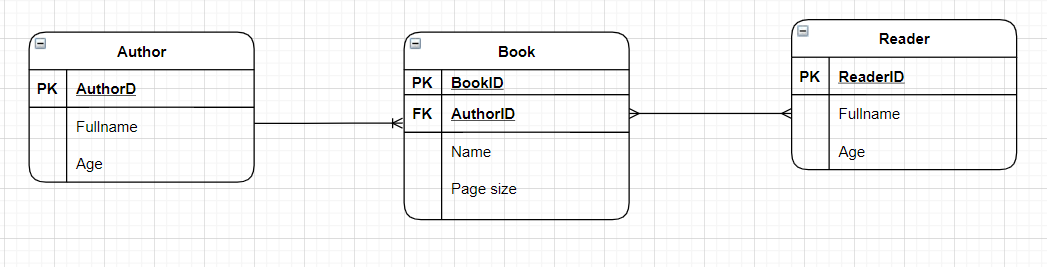 Author
PK AuthorD
Fullname
Age
Book
PK BookID
FK AuthorID
Name
Page size
Reader
PK ReaderID
Fullname
Age